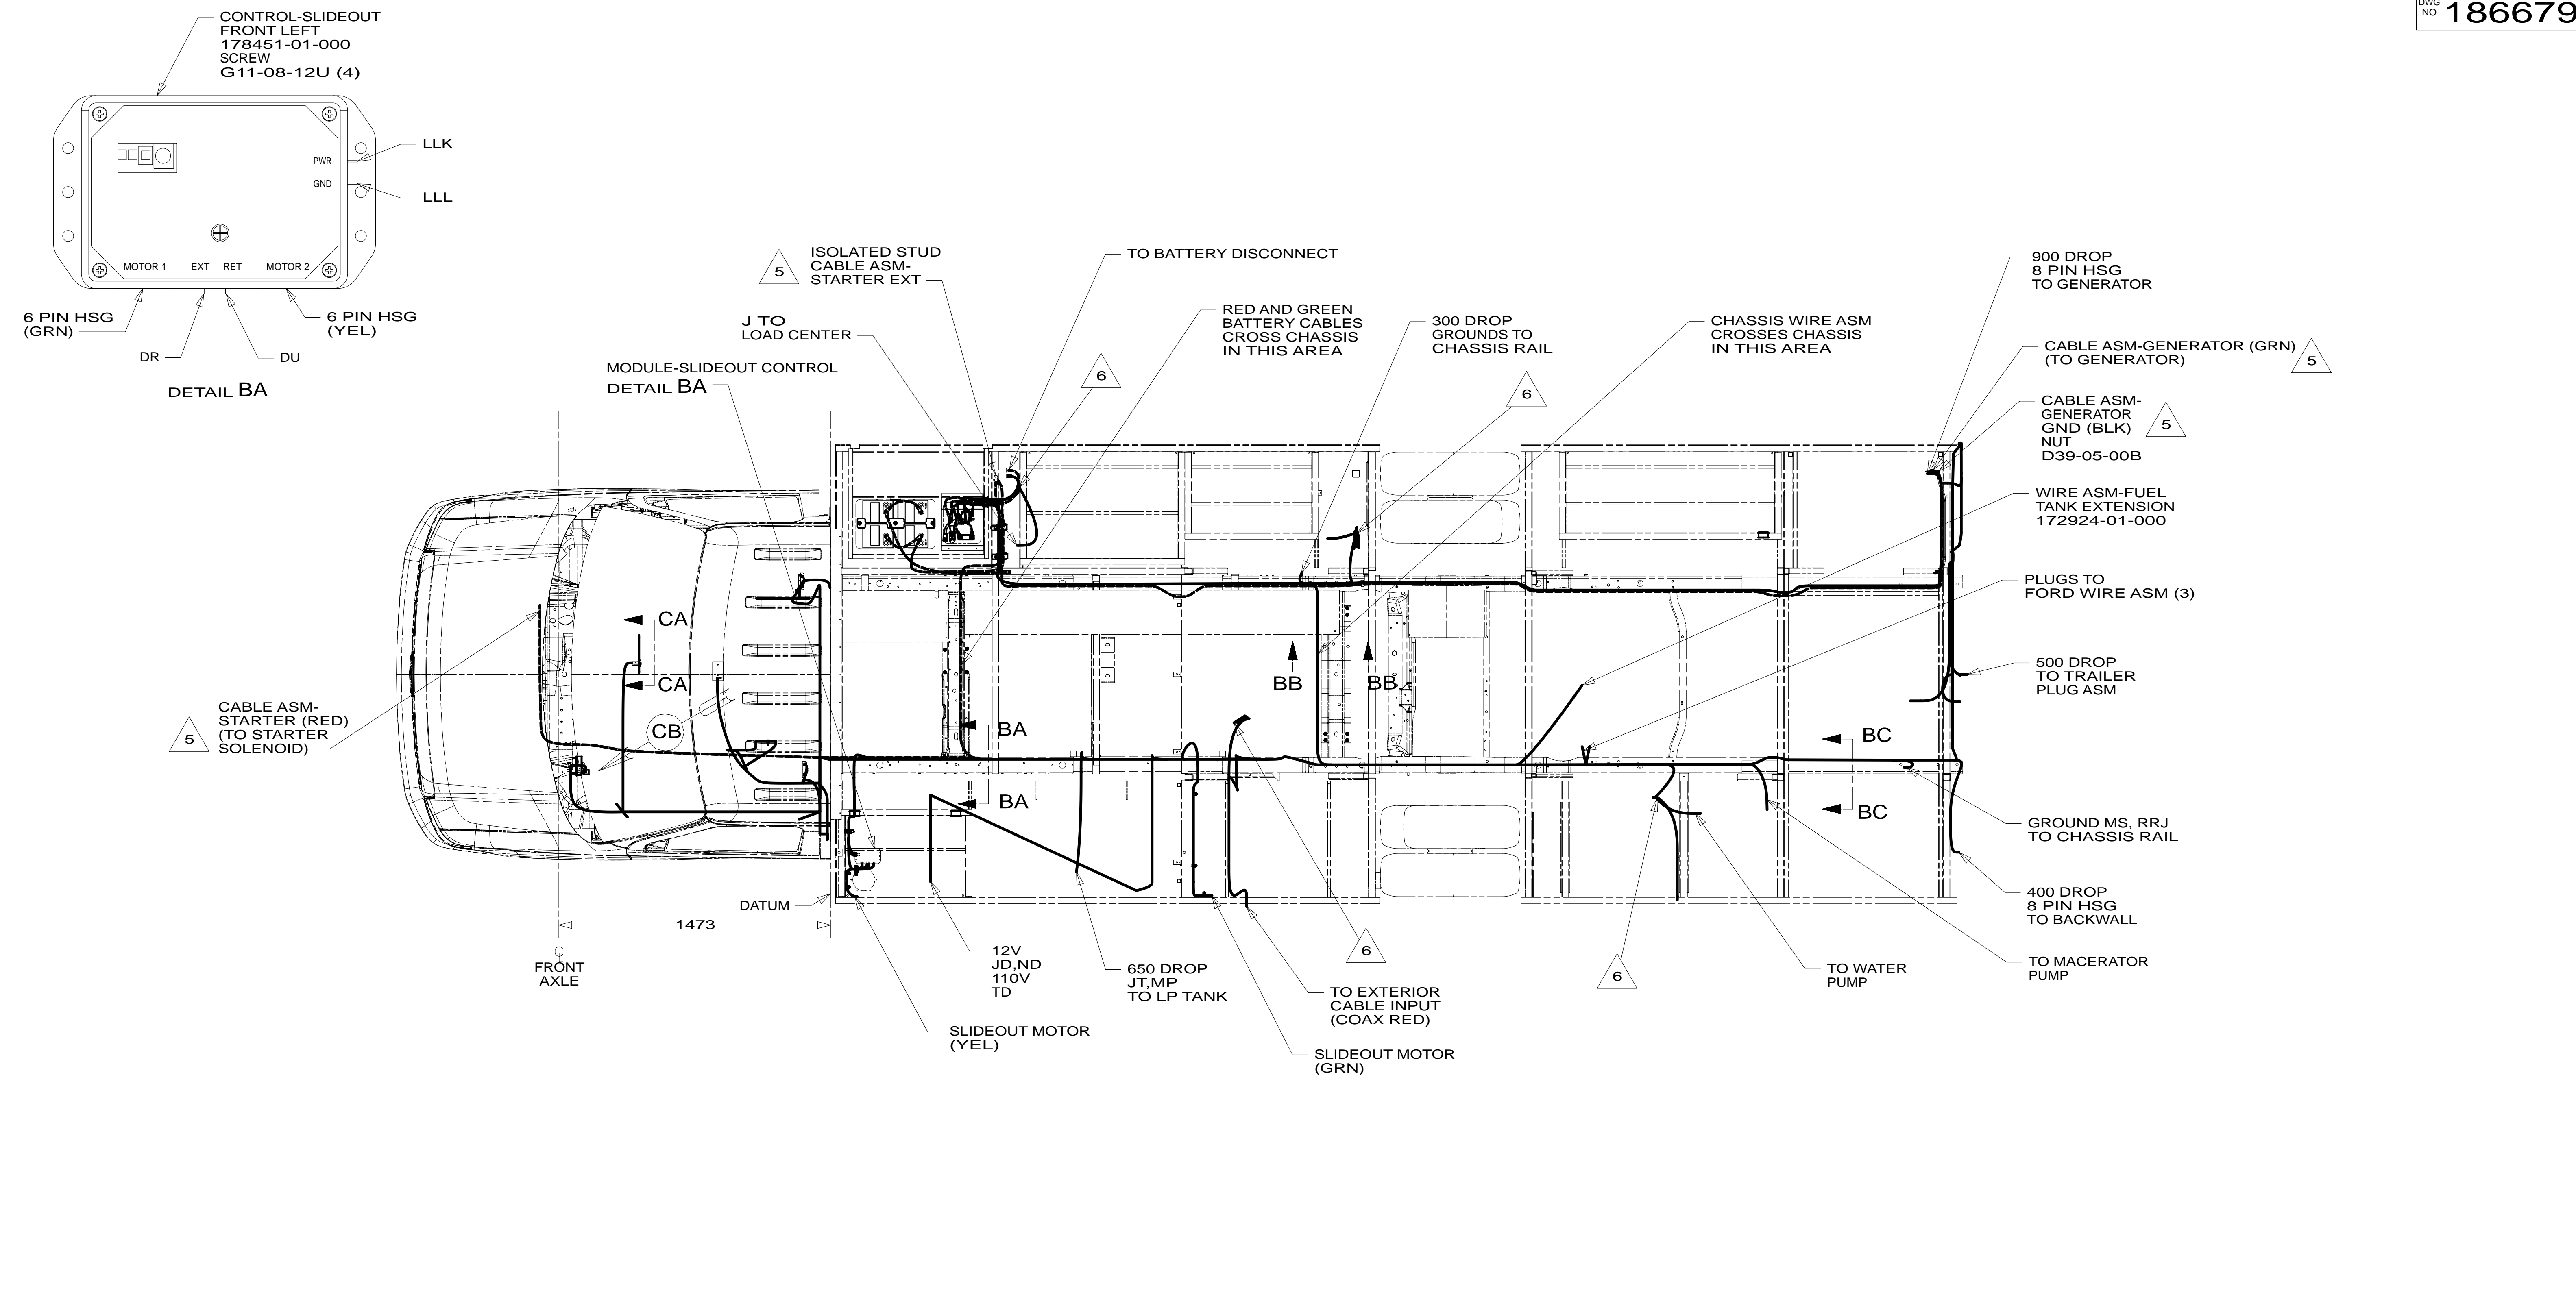 DWG
NO 186679
CONTROL-SLIDEOUT
FRONT LEFT
178451-01-000
SCREW
G11-08-12U (4)
LLK
PWR
GND
LLL
MOTOR 1 EXT RET MOTOR 2
6 PIN HSG
(GRN)
6 PIN HSG
(YEL)
DR
DU
DETAIL BA
5
ISOLATED STUD
CABLE ASM-
STARTER EXT
TO BATTERY DISCONNECT
J TO
LOAD CENTER
RED AND GREEN
BATTERY CABLES
CROSS CHASSIS
IN THIS AREA
300 DROP
GROUNDS TO
CHASSIS RAIL
CHASSIS WIRE ASM
CROSSES CHASSIS
IN THIS AREA
MODULE-SLIDEOUT CONTROL
DETAIL BA
6
6
900 DROP
8 PIN HSG
TO GENERATOR
CABLE ASM-GENERATOR (GRN)
(TO GENERATOR)
5
CABLE ASM-
GENERATOR
GND (BLK)
NUT
D39-05-00B
5
WIRE ASM-FUEL
TANK EXTENSION
172924-01-000
PLUGS TO
FORD WIRE ASM (3)
500 DROP
TO TRAILER
PLUG ASM
CA
CA
CB
BB
BB
BA
BA
BC
BC
5
CABLE ASM-
STARTER (RED)
(TO STARTER
SOLENOID)
GROUND MS, RRJ
TO CHASSIS RAIL
400 DROP
8 PIN HSG
TO BACKWALL
DATUM
1473
FRONT
AXLE
12V
JD,ND
110V
TD
650 DROP
JT,MP
TO LP TANK
6
6
TO EXTERIOR
CABLE INPUT
(COAX RED)
TO WATER
PUMP
TO MACERATOR
PUMP
SLIDEOUT MOTOR
(YEL)
SLIDEOUT MOTOR
(GRN)